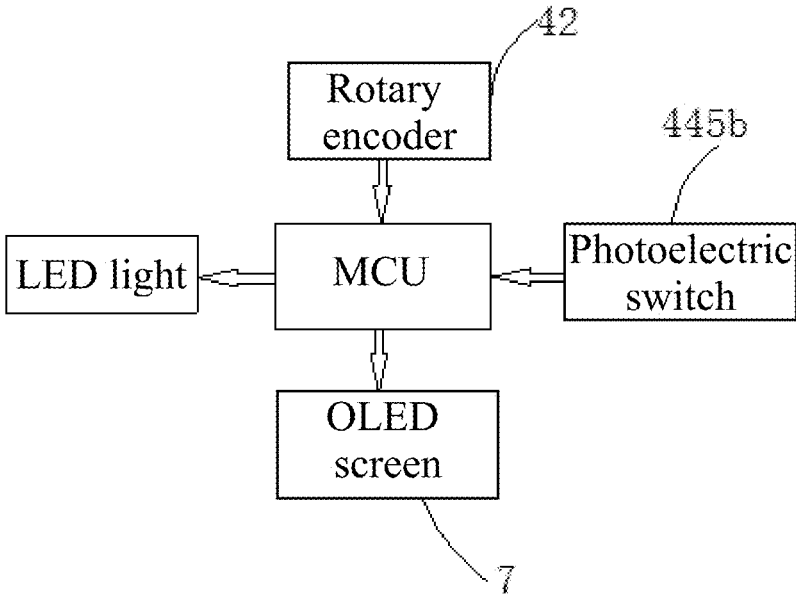 42
Rotary
encoder
445b
LED light
MCU
Photoelectric
switch
OLED
screen
7